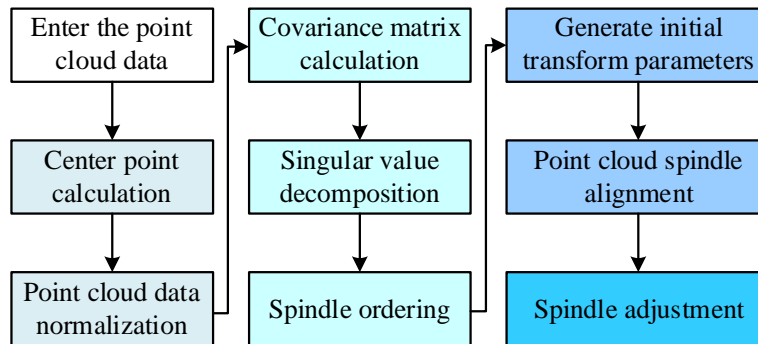 Enter the point
cloud data
Center point
calculation
Point cloud data
normalization
Covariance matrix
calculation
Singular value
decomposition
Spindle ordering
Generate initial
transform parameters
Point cloud spindle
alignment
Spindle adjustment